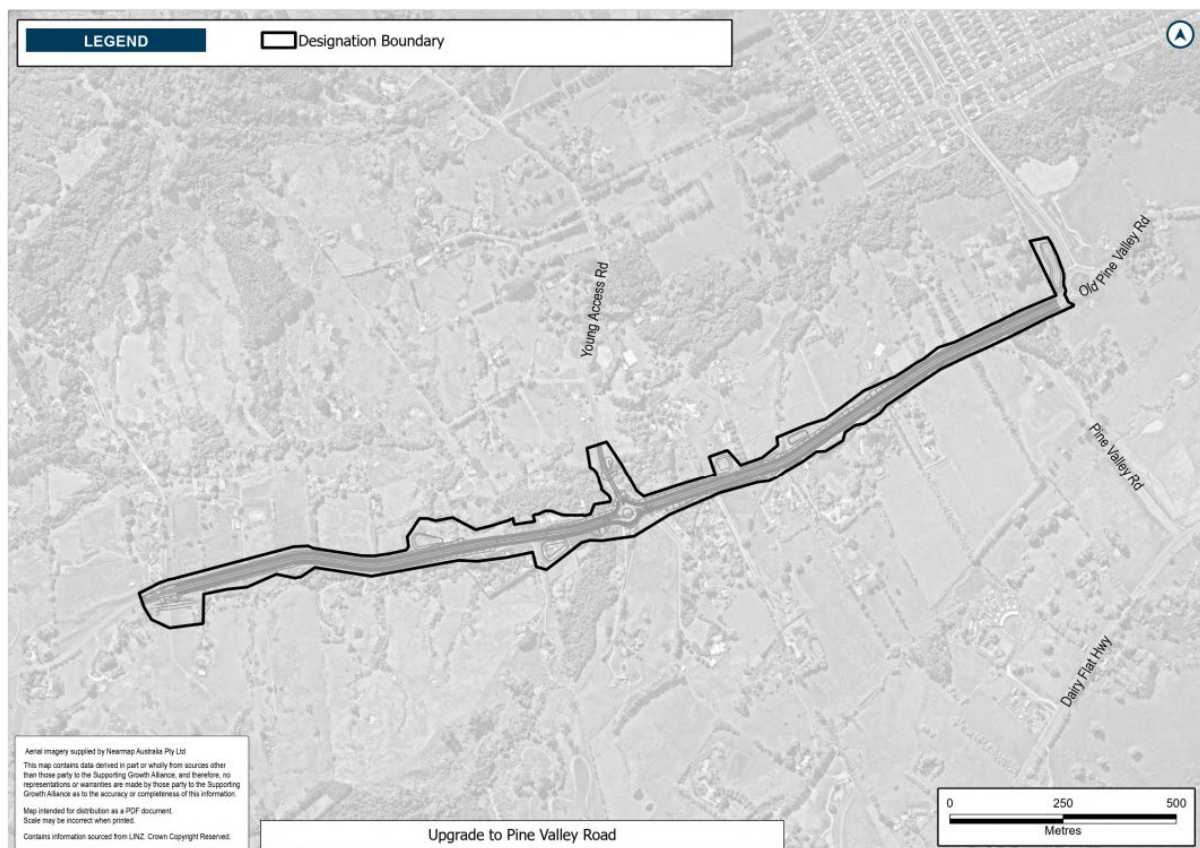 LEGEND
Designation Boundary
Old Pine Valley Rd
Young Access Rd
Pine Valley Rd
Dairy Flat Hwy
Aerial imagery supplied by Nearmap Australia Pty Ltd
This map contains data derived in part or wholly from sources other
than those party to the Supporting Growth Alliance, and therefore, no
representations or warranties are made by those party to the Supporting
Growth Alliance as to the accuracy or completeness of this information.
Map intended for distribution as a PDF document.
Scale may be incorrect when printed.
Contains information sourced from LINZ. Crown Copyright Reserved.
Upgrade to Pine Valley Road
0 250 500
Metres